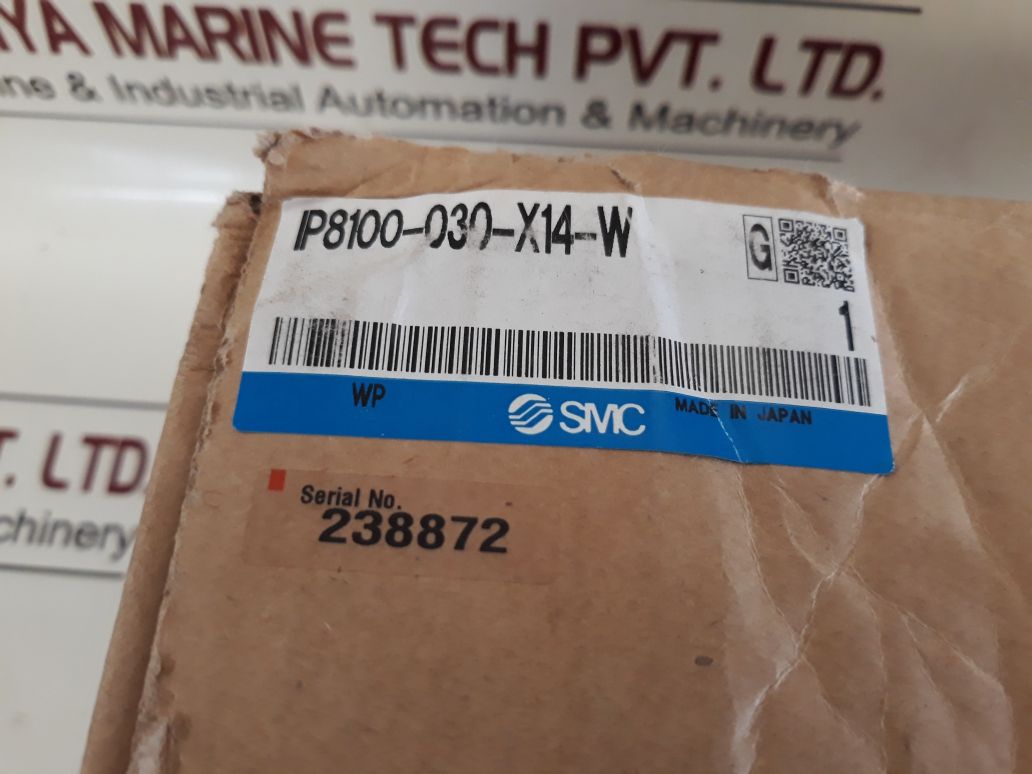 YA MARINE TECH PVT. LTD.
ne & Industrial Automation & Machinery
IP8100-030-X14-W
G
1
WP
SMC
MADE IN JAPAN
T. LTD.
chinery
Serial No.
238872